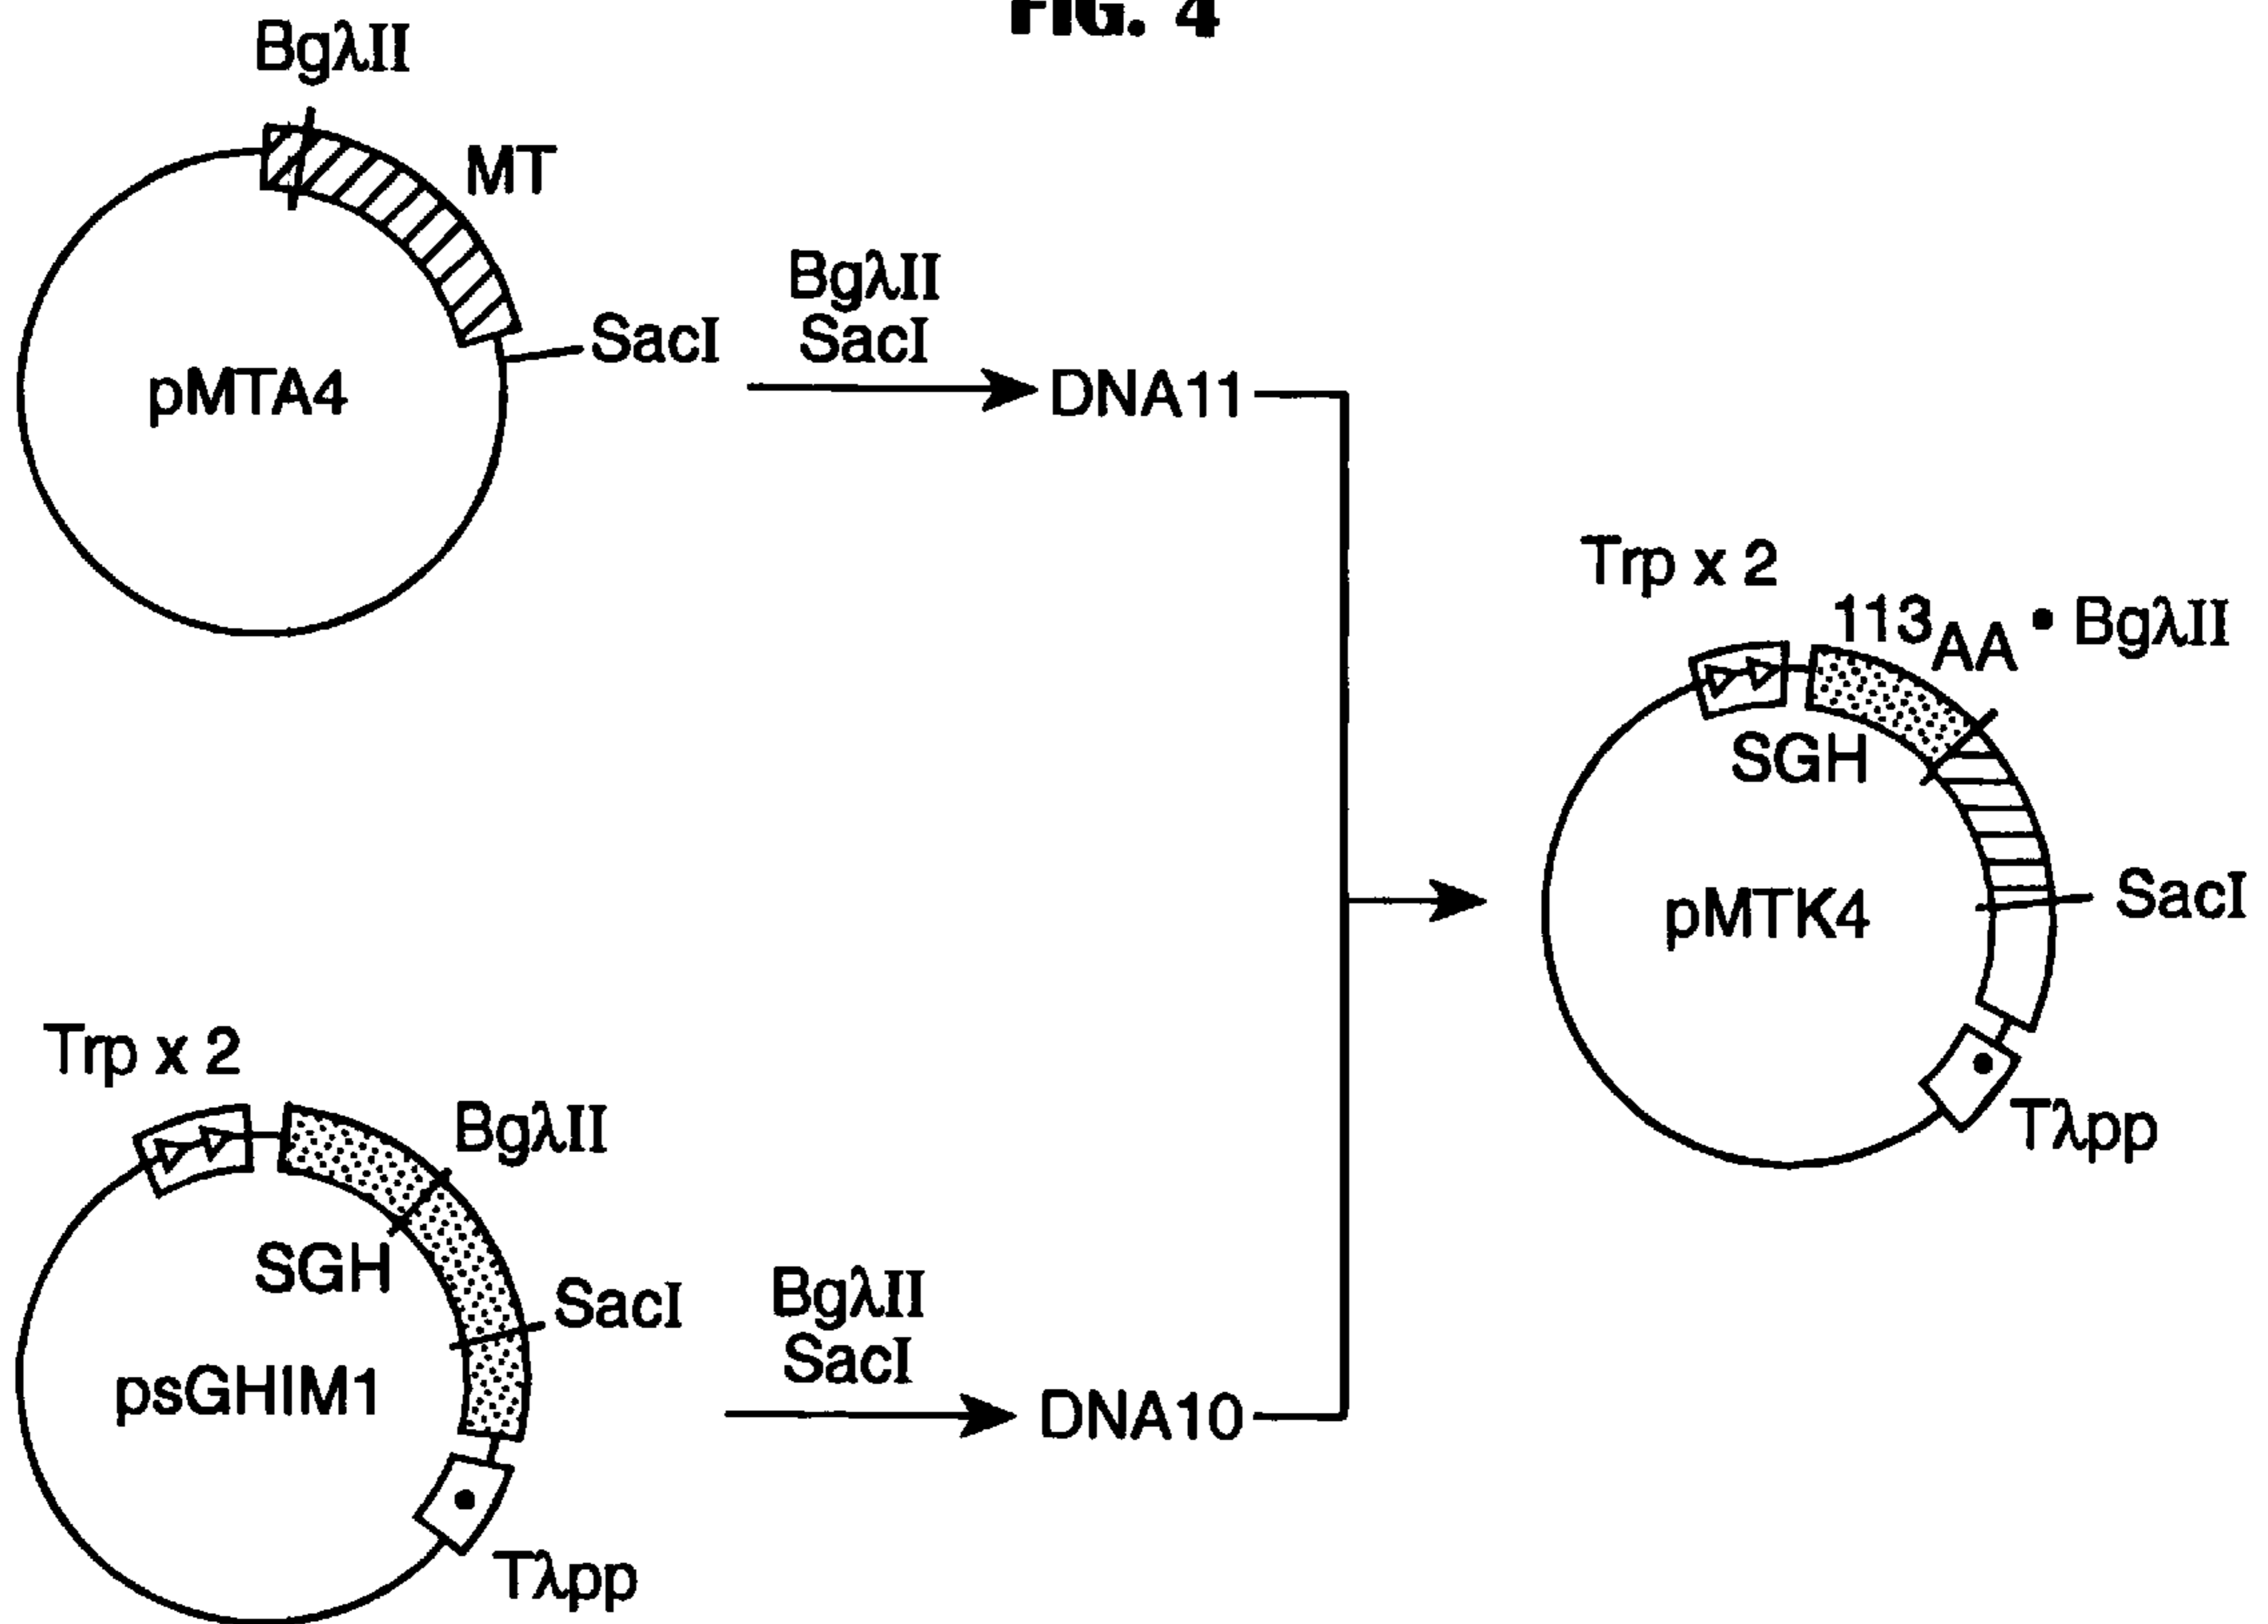 FIG. 4
BgλII
MT
SacI
pMTA4
BgλII
SacI
DNA11
Trp x 2
113AA • BgλII
SGH
SacI
pMTK4
Tλpp
Trp x 2
BgλII
SGH
SacI
psGHIM1
Tλpp
BgλII
SacI
DNA10